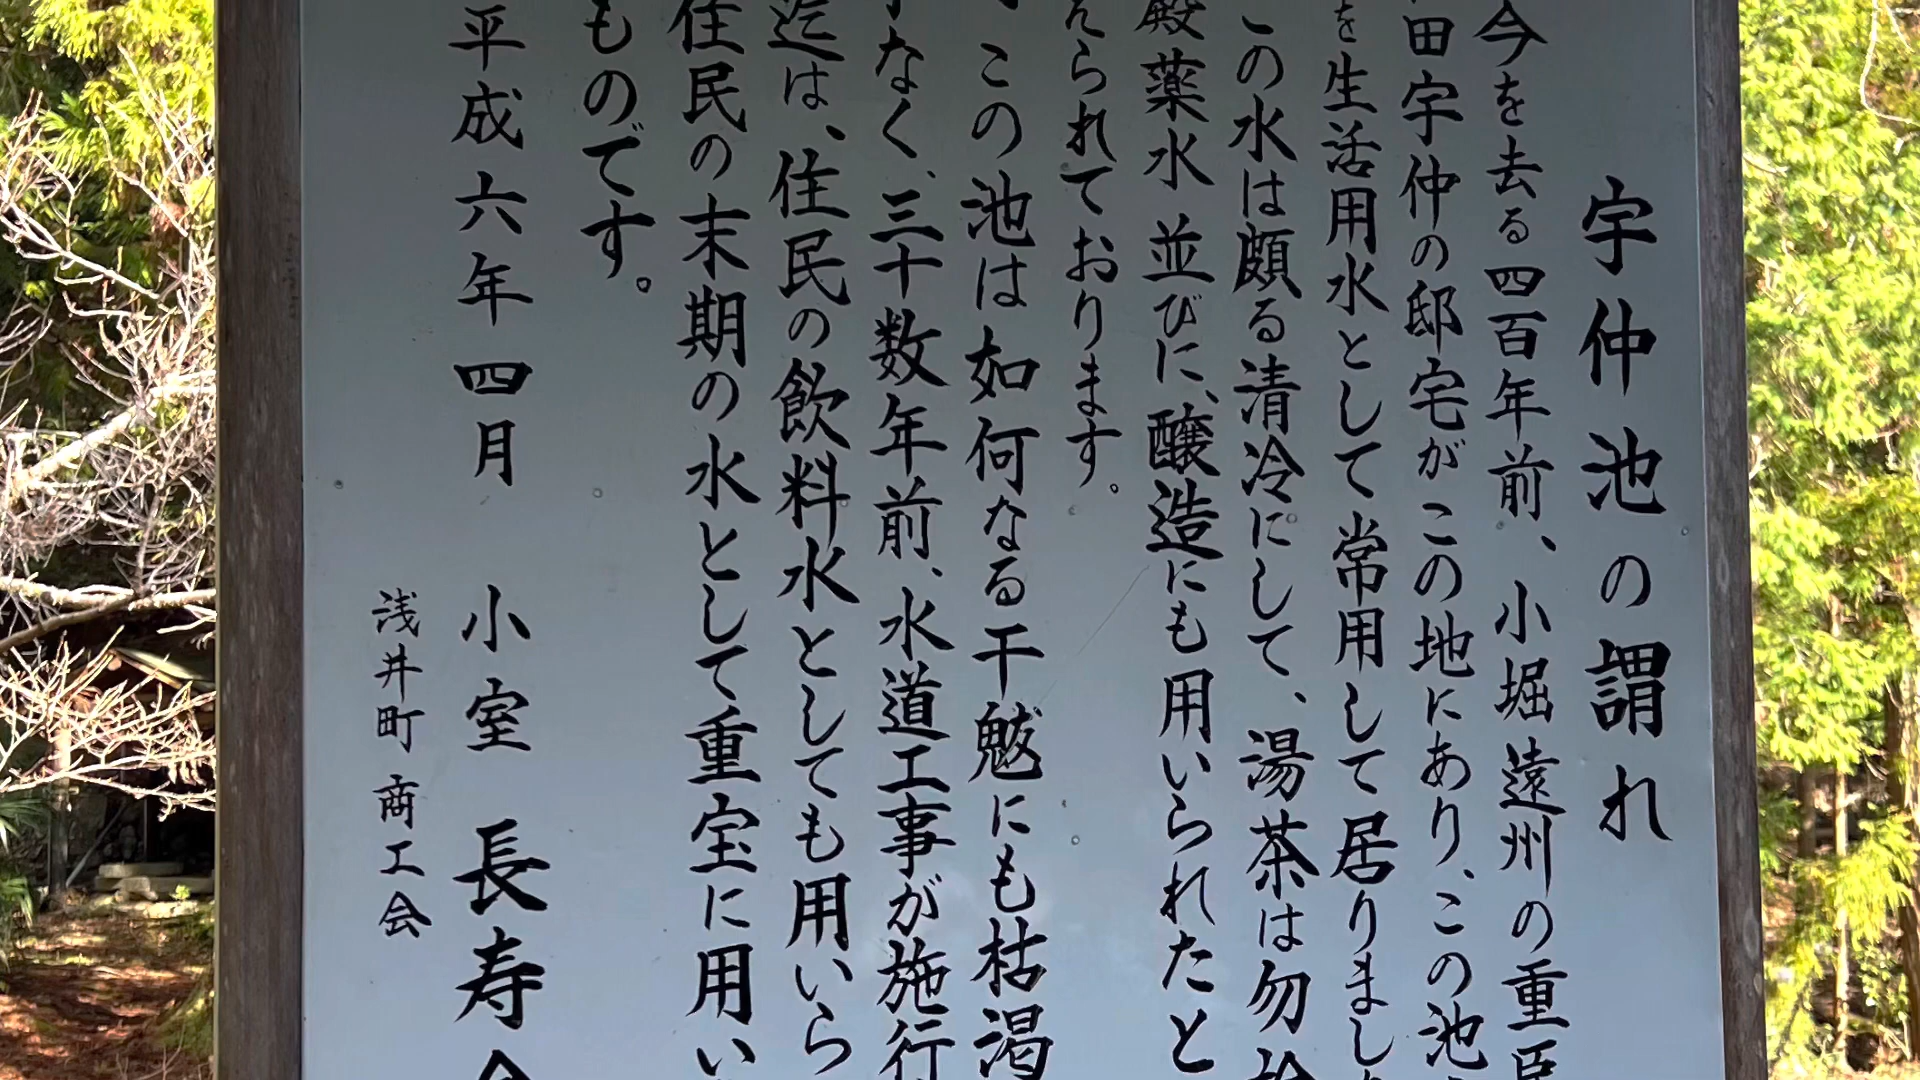 宇仲池の謂れ
今を去る四百年前、小堀遠州の重臣
田宇仲の邸宅がこの地にあり、この池
を生活用水として常用して居りまし
この水は頗る清冷にして、湯茶は勿
殿薬水並びに、醸造にも用いられたと
えられております。
この池は如何なる干魃にも枯渇
なく、三十数年前、水道工事が施行
迄は、住民の飲料水としても用いら
住民の末期の水として重宝に用い
ものです。
平成六年四月 小室長寿
浅井町商工会